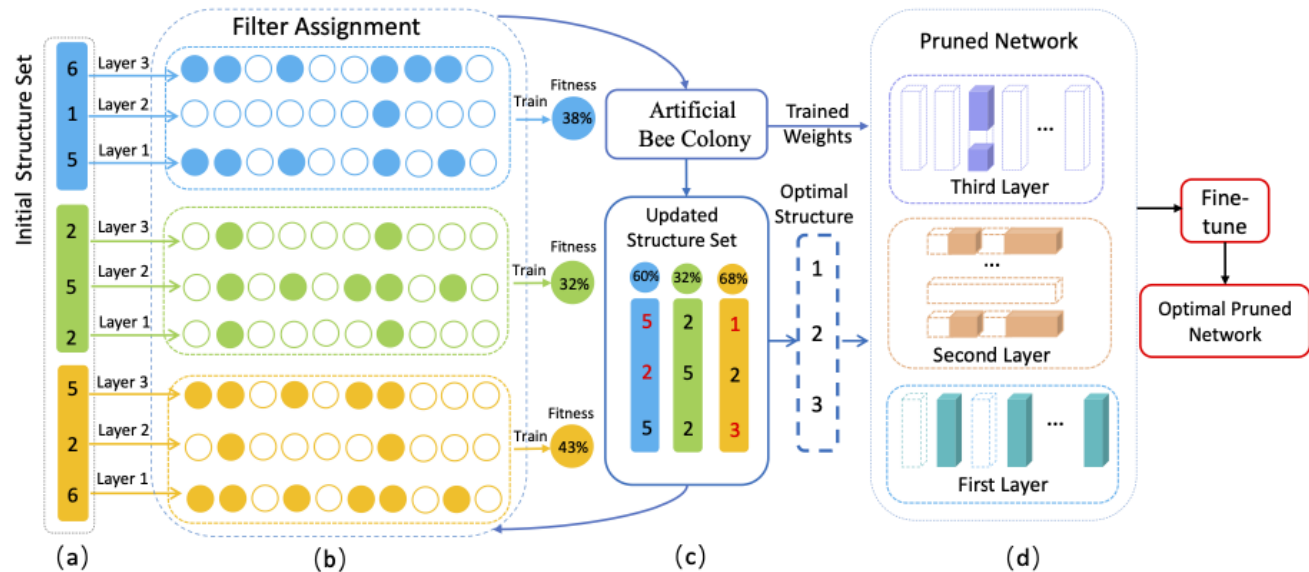 Initial Structure Set
6
1
5
2
5
2
5
2
6
(a)
Layer 3
Layer 2
Layer 1
Layer 3
Layer 2
Layer 1
Layer 3
Layer 2
Layer 1
Filter Assignment
(b)
Train
Fitness
38%
Train
Fitness
32%
Train
Fitness
43%
Artificial
Bee Colony
Trained
Weights
Updated
Structure Set
60% 32% 68%
5 2 1
2 5 2
5 2 3
(c)
Optimal
Structure
1
2
3
Pruned Network
...
Third Layer
...
Second Layer
...
First Layer
(d)
Fine-
tune
Optimal Pruned
Network